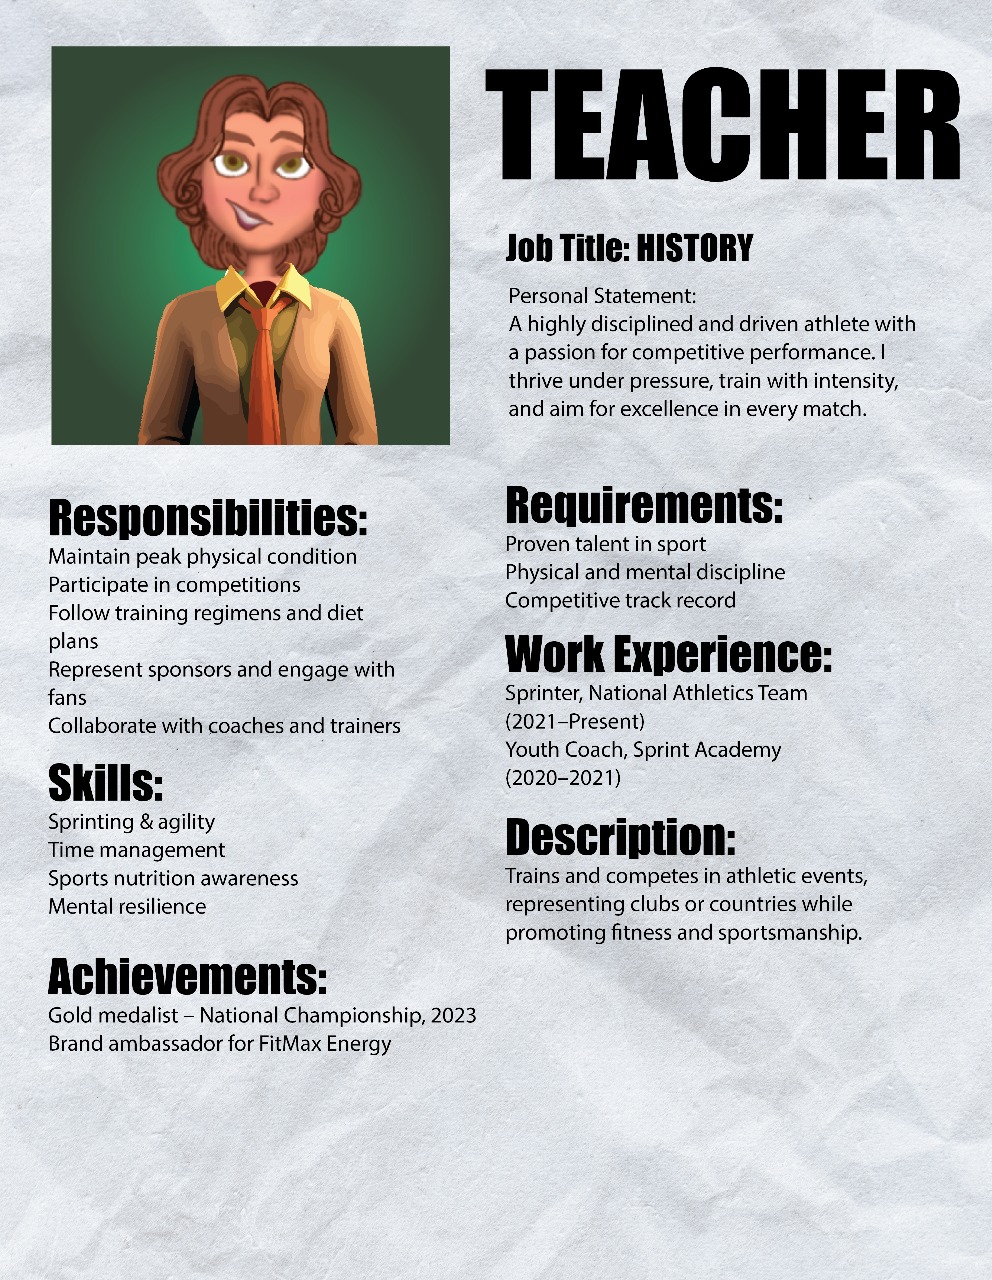 TEACHER
Job Title: HISTORY
Personal Statement:
A highly disciplined and driven athlete with
a passion for competitive performance. I
thrive under pressure, train with intensity,
and aim for excellence in every match.
Responsibilities:
Maintain peak physical condition
Participate in competitions
Follow training regimens and diet
plans
Represent sponsors and engage with
fans
Collaborate with coaches and trainers
Skills:
Sprinting & agility
Time management
Sports nutrition awareness
Mental resilience
Achievements:
Gold medalist – National Championship, 2023
Brand ambassador for FitMax Energy
Requirements:
Proven talent in sport
Physical and mental discipline
Competitive track record
Work Experience:
Sprinter, National Athletics Team
(2021–Present)
Youth Coach, Sprint Academy
(2020–2021)
Description:
Trains and competes in athletic events,
representing clubs or countries while
promoting fitness and sportsmanship.